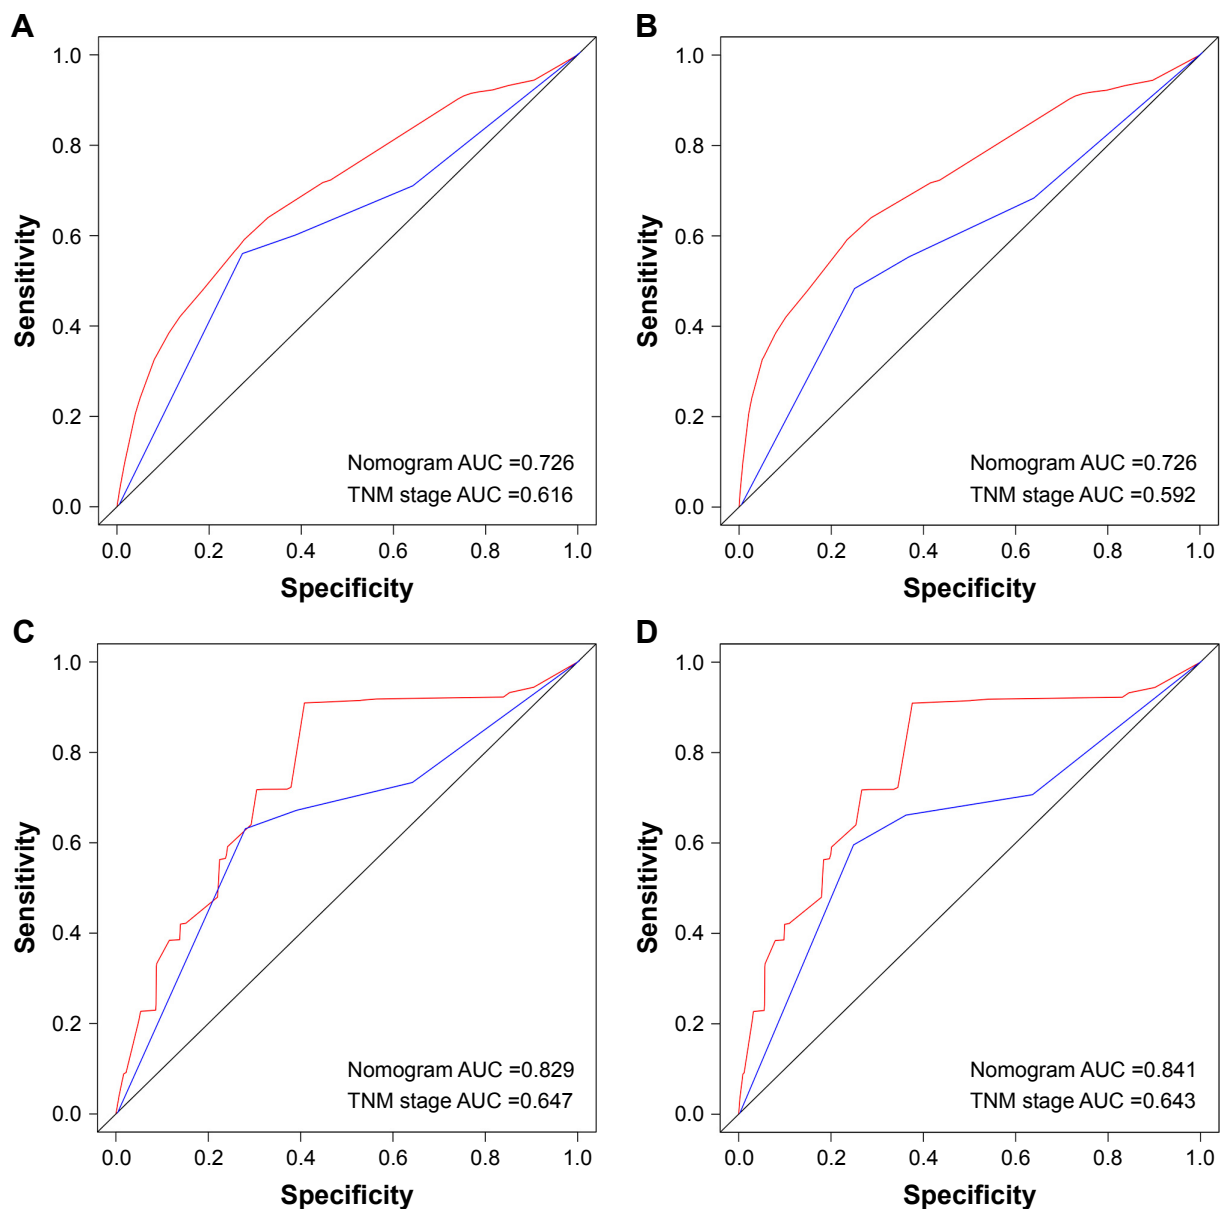 A
1.0
0.8
0.6
0.4
0.2
0.0
Sensitivity
Nomogram AUC =0.726
TNM stage AUC =0.616
0.0 0.2 0.4 0.6 0.8 1.0
Specificity
B
1.0
0.8
0.6
0.4
0.2
0.0
Sensitivity
Nomogram AUC =0.726
TNM stage AUC =0.592
0.0 0.2 0.4 0.6 0.8 1.0
Specificity
C
1.0
0.8
0.6
0.4
0.2
0.0
Sensitivity
Nomogram AUC =0.829
TNM stage AUC =0.647
0.0 0.2 0.4 0.6 0.8 1.0
Specificity
D
1.0
0.8
0.6
0.4
0.2
0.0
Sensitivity
Nomogram AUC =0.841
TNM stage AUC =0.643
0.0 0.2 0.4 0.6 0.8 1.0
Specificity